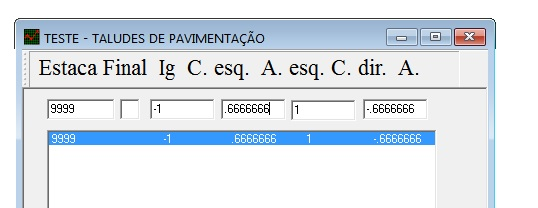 TESTE - TALUDES DE PAVIMENTAÇÃO
Estaca Final Ig C. esq. A. esq. C. dir. A.
9999 -1 .6666666 1 -.6666666
9999 -1 .6666666 1 -.6666666